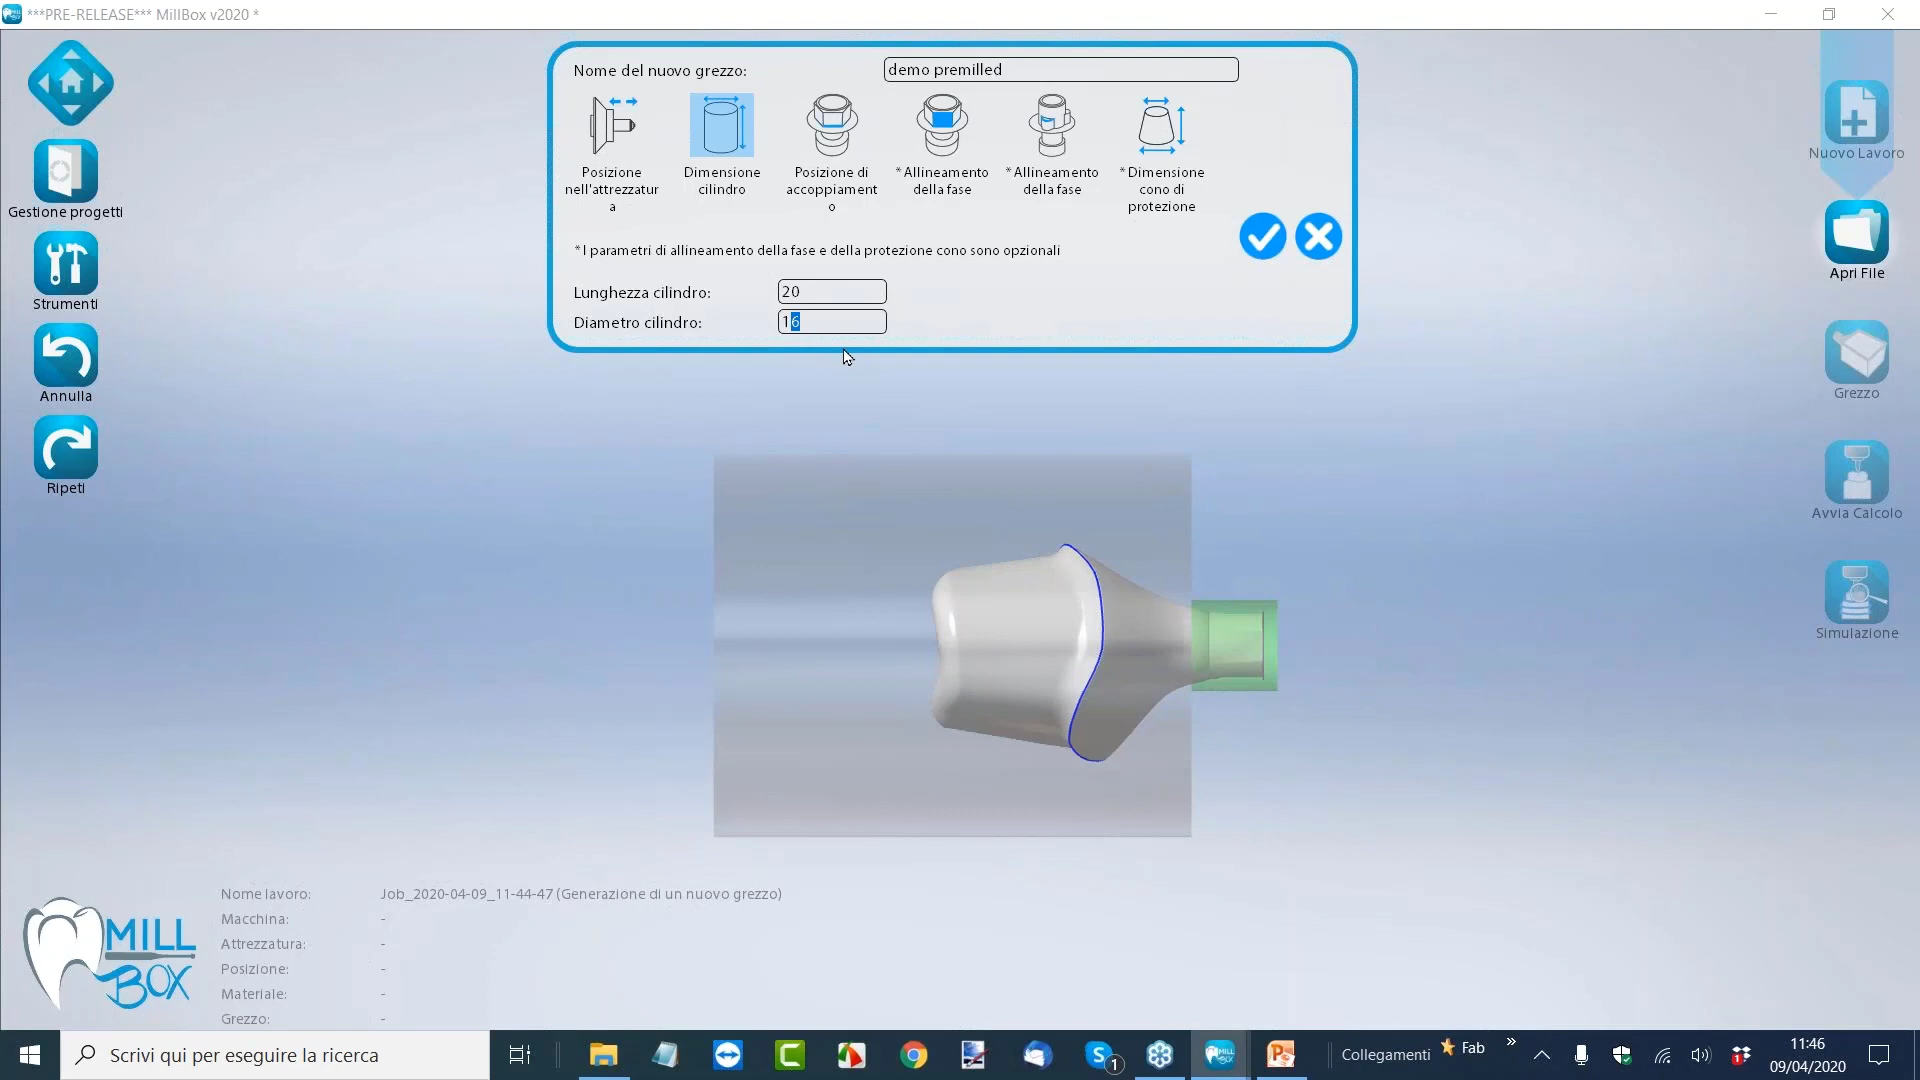 ***PRE-RELEASE*** MillBox v2020 *
Nome del nuovo grezzo:
demo premilled
Posizione
nell'attrezzatur
a
Dimensione
cilindro
Posizione di
accoppiament
o
* Allineamento
della fase
* Allineamento
della fase
* Dimensione
cono di
protezione
* I parametri di allineamento della fase e della protezione cono sono opzionali
Lunghezza cilindro:
20
Diametro cilindro:
16
Gestione progetti
Strumenti
Annulla
Ripeti
Nuovo Lavoro
Apri File
Grezzo
Avvia Calcolo
Simulazione
MILL
BOX
Nome lavoro:
Job_2020-04-09_11-44-47 (Generazione di un nuovo grezzo)
Macchina:
-
Attrezzatura:
-
Posizione:
-
Materiale:
-
Grezzo:
-
Scrivi qui per eseguire la ricerca
1
Collegamenti
Fab
»
11:46
09/04/2020